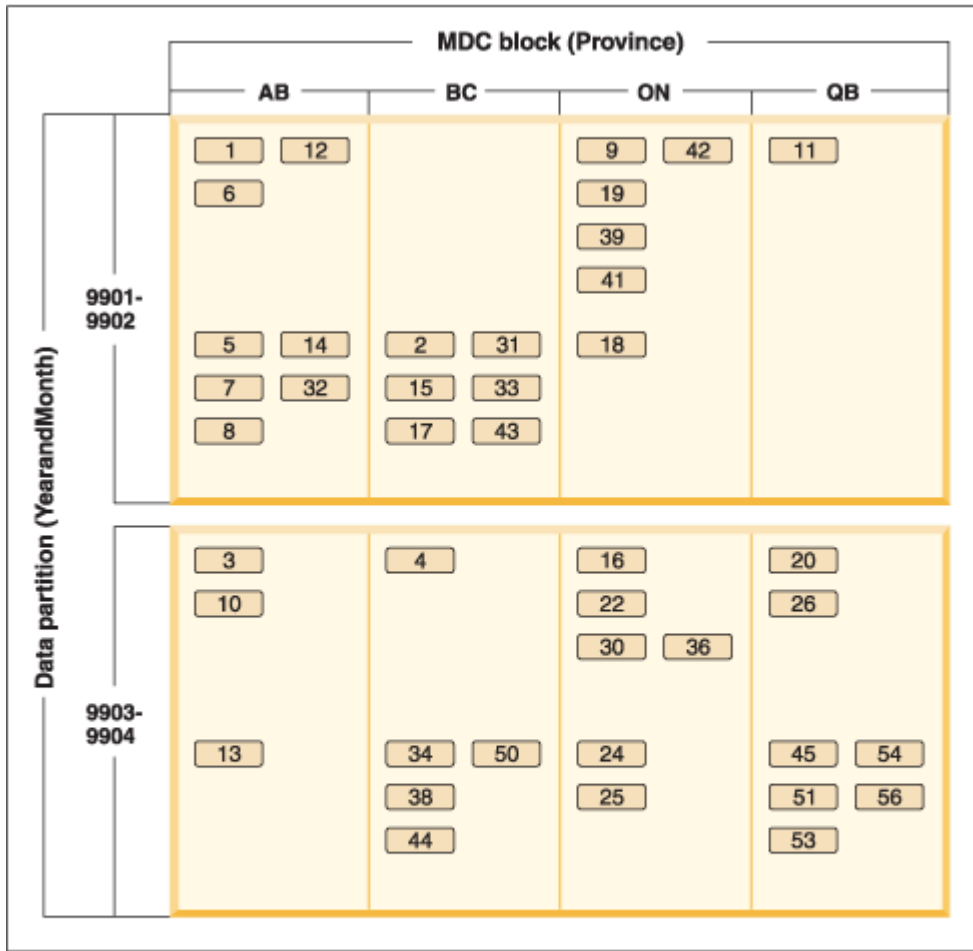 MDC block (Province)
AB BC ON QB
Data partition (YearandMonth)
9901-
9902
1 12 9 42 11
6 19
39
41
5 14 2 31 18
7 32 15 33
8 17 43
9903-
9904
3 4 16 20
10 22 26
30 36
13 34 50 24 45 54
38 25 51 56
44 53